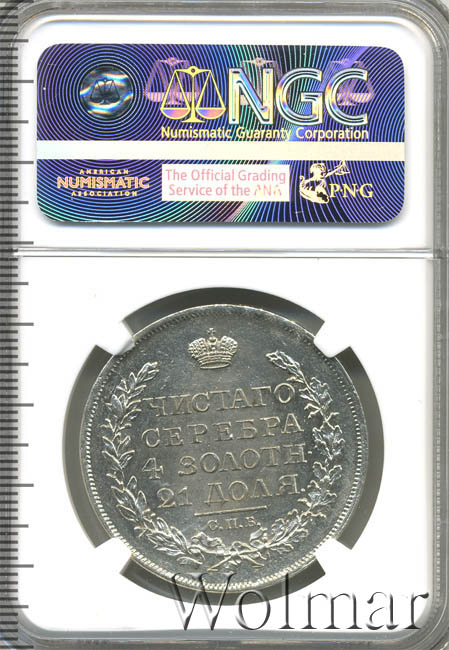 NGC
Numismatic Guaranty Corporation
AMERICAN
NUMISMATIC
ASSOCIATION
The Official Grading
Service of the ANA
PNG
ЧИСТАГО
СЕРЕБРА
4 ЗОЛОТН.
21 ДОЛЯ
С.П.Б.
Wolmar